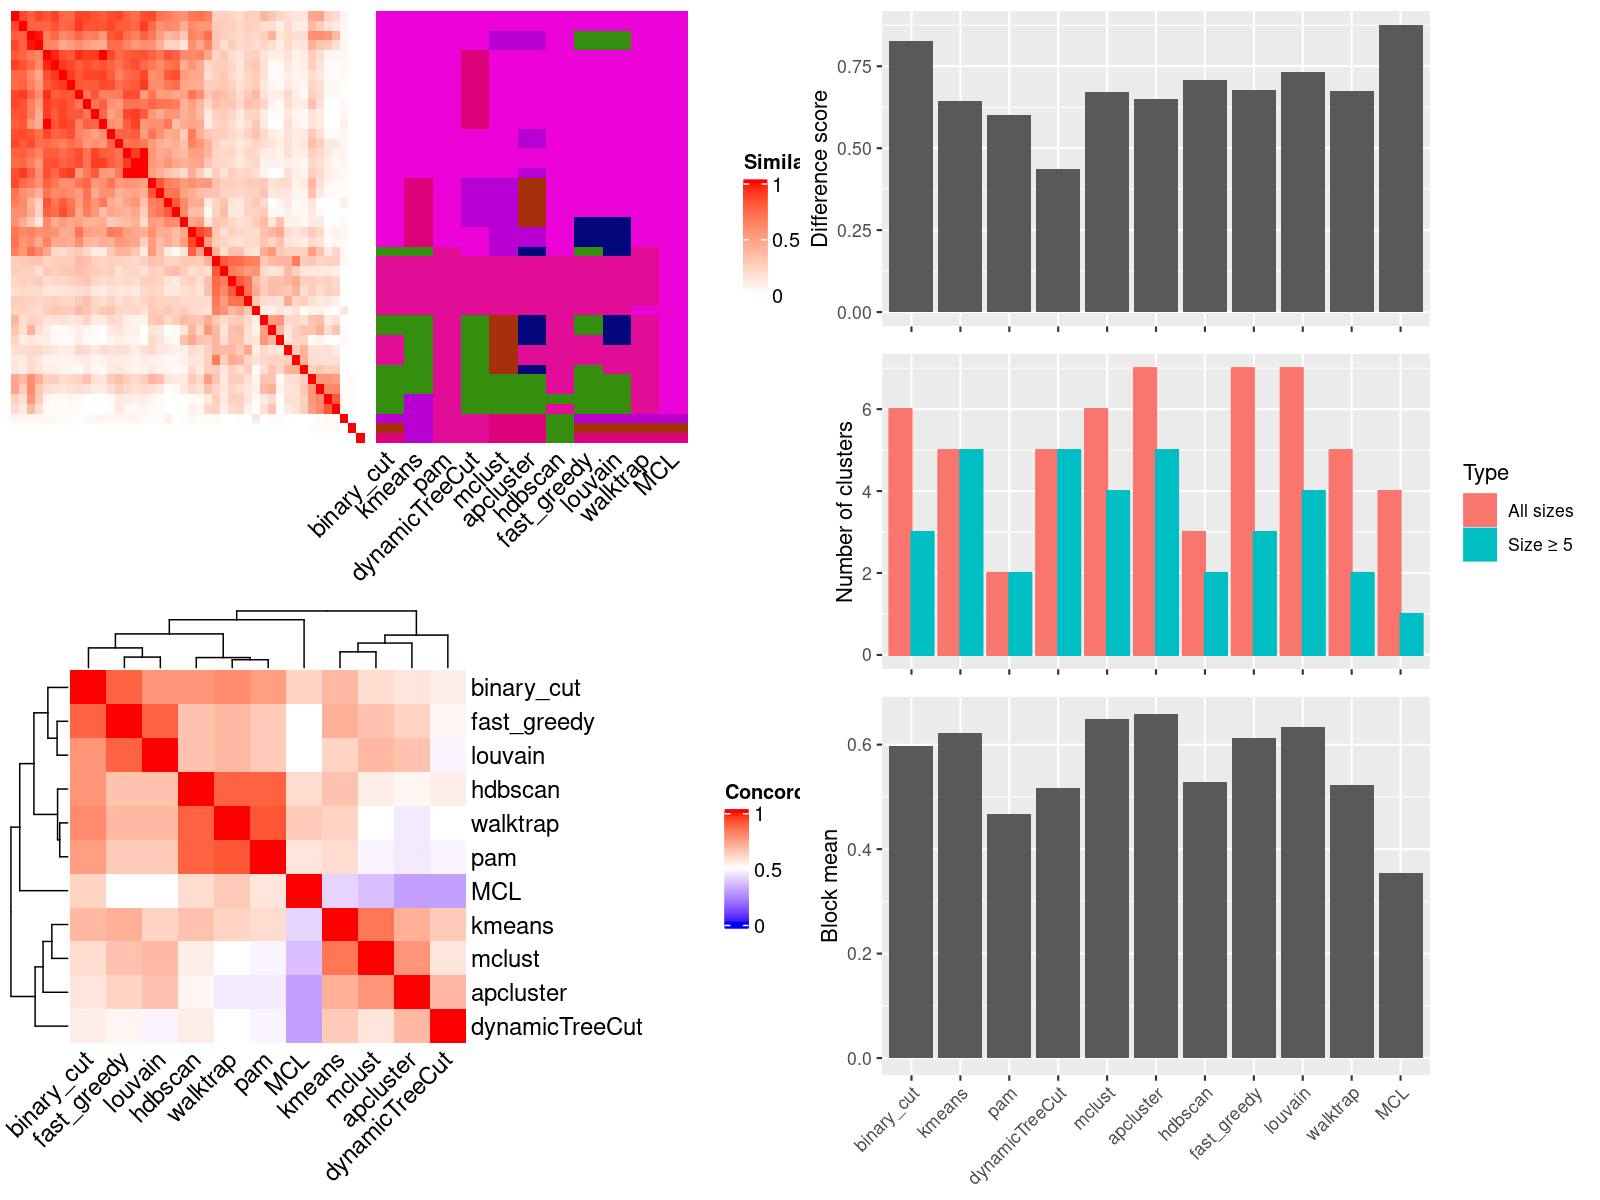 Simila
1
0.5
0
binary_cut
kmeans
pam
dynamicTreeCut
mclust
apcluster
hdbscan
fast_greedy
louvain
walktrap
MCL
binary_cut
fast_greedy
louvain
hdbscan
walktrap
pam
MCL
kmeans
mclust
apcluster
dynamicTreeCut
Concord
1
0.5
0
binary_cut
fast_greedy
louvain
hdbscan
walktrap
pam
MCL
kmeans
mclust
apcluster
dynamicTreeCut
Difference score
0.75
0.50
0.25
0.00
Number of clusters
6
4
2
0
Type
All sizes
Size ≥ 5
Block mean
0.6
0.4
0.2
0.0
binary_cut
kmeans
pam
dynamicTreeCut
mclust
apcluster
hdbscan
fast_greedy
louvain
walktrap
MCL